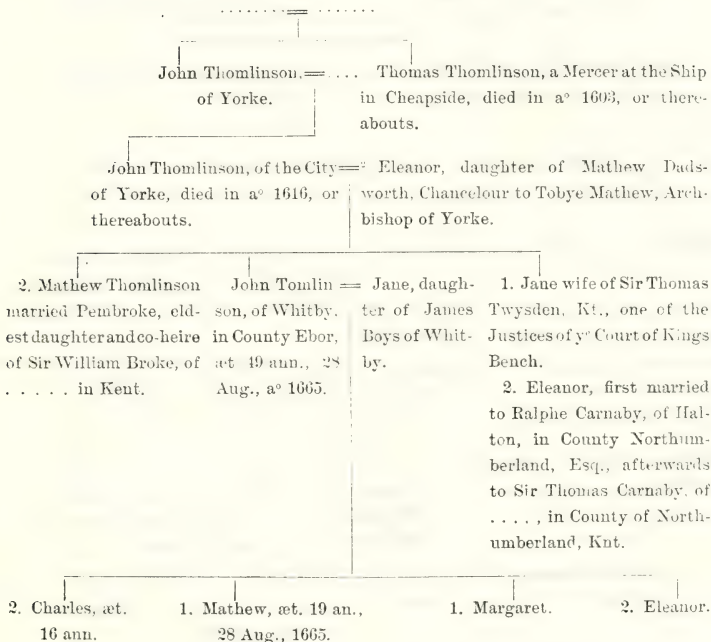 . . . . . . . . = . . . . . . .
John Thomlinson, = . . . .
of Yorke.
Thomas Thomlinson, a Mercer at the Ship
in Cheapside, died in aº 1603, or there-
abouts.
John Thomlinson, of the City =
of Yorke, died in aº 1616, or
thereabouts.
Eleanor, daughter of Mathew Dads-
worth, Chancelour to Tobye Mathew, Arch-
bishop of Yorke.
2. Mathew Thomlinson
married Pembroke, eld-
est daughter and co-heire
of Sir William Broke, of
. . . . . in Kent.
John Tomlin =
son, of Whitby,
in County Ebor,
æt 49 ann., 28
Aug., aº 1665.
Jane, daugh-
ter of James
Boys of Whit-
by.
1. Jane wife of Sir Thomas
Twysden, Kt., one of the
Justices of yᵉ Court of Kings
Bench.
2. Eleanor, first married
to Ralphe Carnaby, of Hal-
ton, in County Northum-
berland, Esq., afterwards
to Sir Thomas Carnaby, of
. . . . , in County of North-
umberland, Knt.
2. Charles, æt.
16 ann.
1. Mathew, æt. 19 an.,
28 Aug., 1665.
1. Margaret.
2. Eleanor.